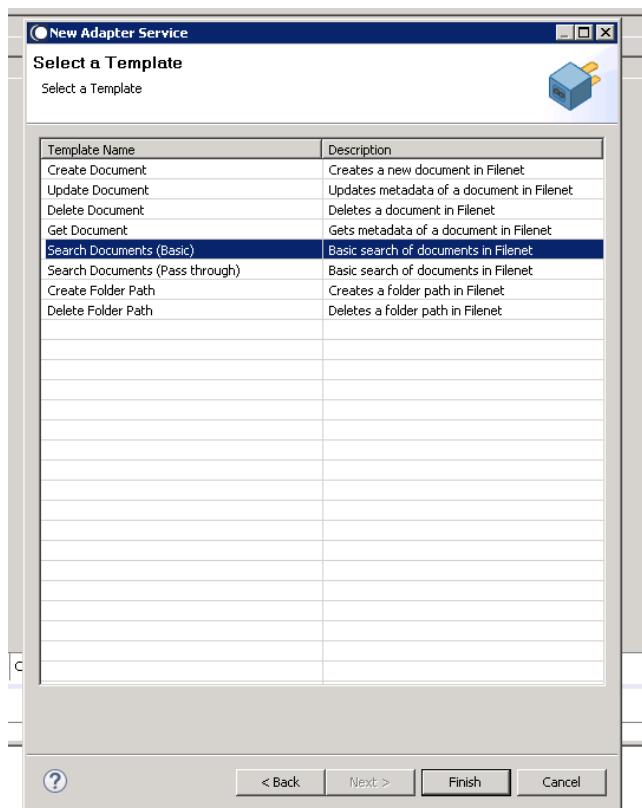 New Adapter Service
Select a Template
Select a Template
Template Name Description
Create Document Creates a new document in Filenet
Update Document Updates metadata of a document in Filenet
Delete Document Deletes a document in Filenet
Get Document Gets metadata of a document in Filenet
Search Documents (Basic) Basic search of documents in Filenet
Search Documents (Pass through) Basic search of documents in Filenet
Create Folder Path Creates a folder path in Filenet
Delete Folder Path Deletes a folder path in Filenet
? < Back Next > Finish Cancel